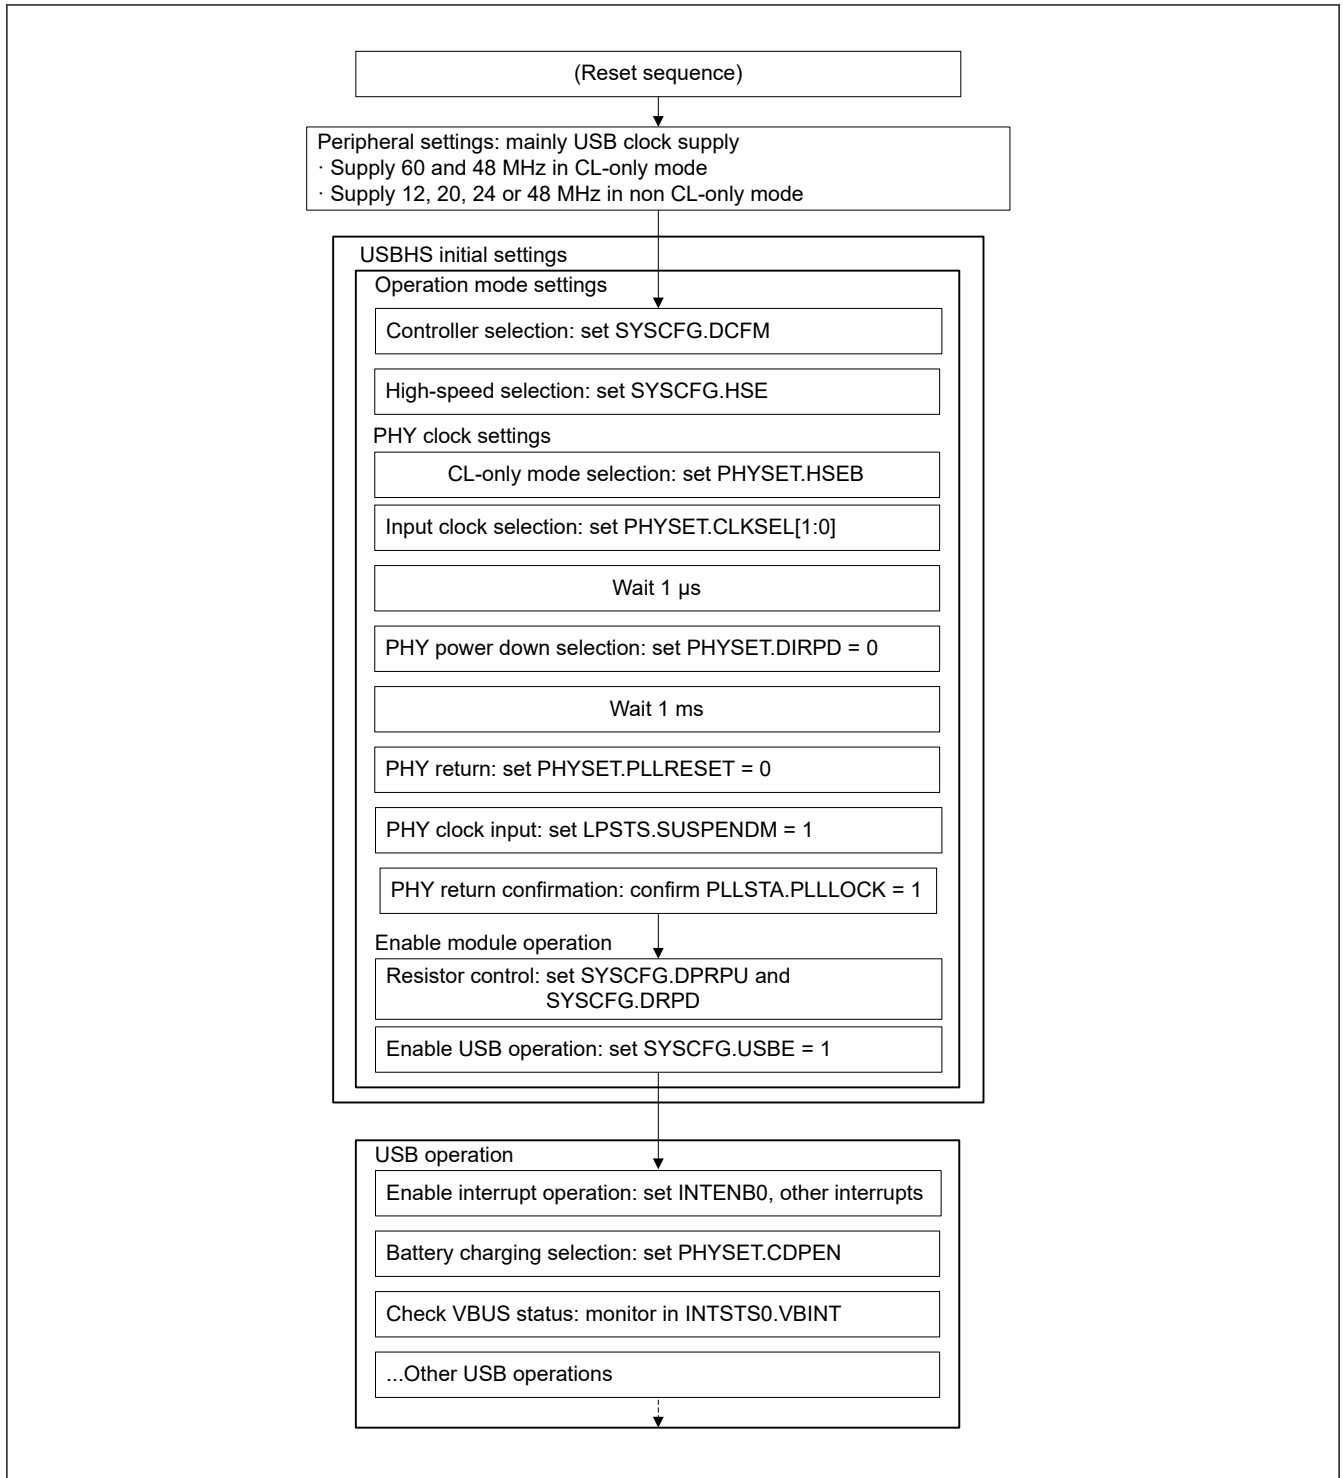 (Reset sequence)
Peripheral settings: mainly USB clock supply
· Supply 60 and 48 MHz in CL-only mode
· Supply 12, 20, 24 or 48 MHz in non CL-only mode
USBHS initial settings
Operation mode settings
Controller selection: set SYSCFG.DCFM
High-speed selection: set SYSCFG.HSE
PHY clock settings
CL-only mode selection: set PHYSET.HSEB
Input clock selection: set PHYSET.CLKSEL[1:0]
Wait 1 µs
PHY power down selection: set PHYSET.DIRPD = 0
Wait 1 ms
PHY return: set PHYSET.PLLRESET = 0
PHY clock input: set LPSTS.SUSPENDM = 1
PHY return confirmation: confirm PLLSTA.PLLLOCK = 1
Enable module operation
Resistor control: set SYSCFG.DPRPU and
SYSCFG.DRPD
Enable USB operation: set SYSCFG.USBE = 1
USB operation
Enable interrupt operation: set INTENB0, other interrupts
Battery charging selection: set PHYSET.CDPEN
Check VBUS status: monitor in INTSTS0.VBINT
...Other USB operations